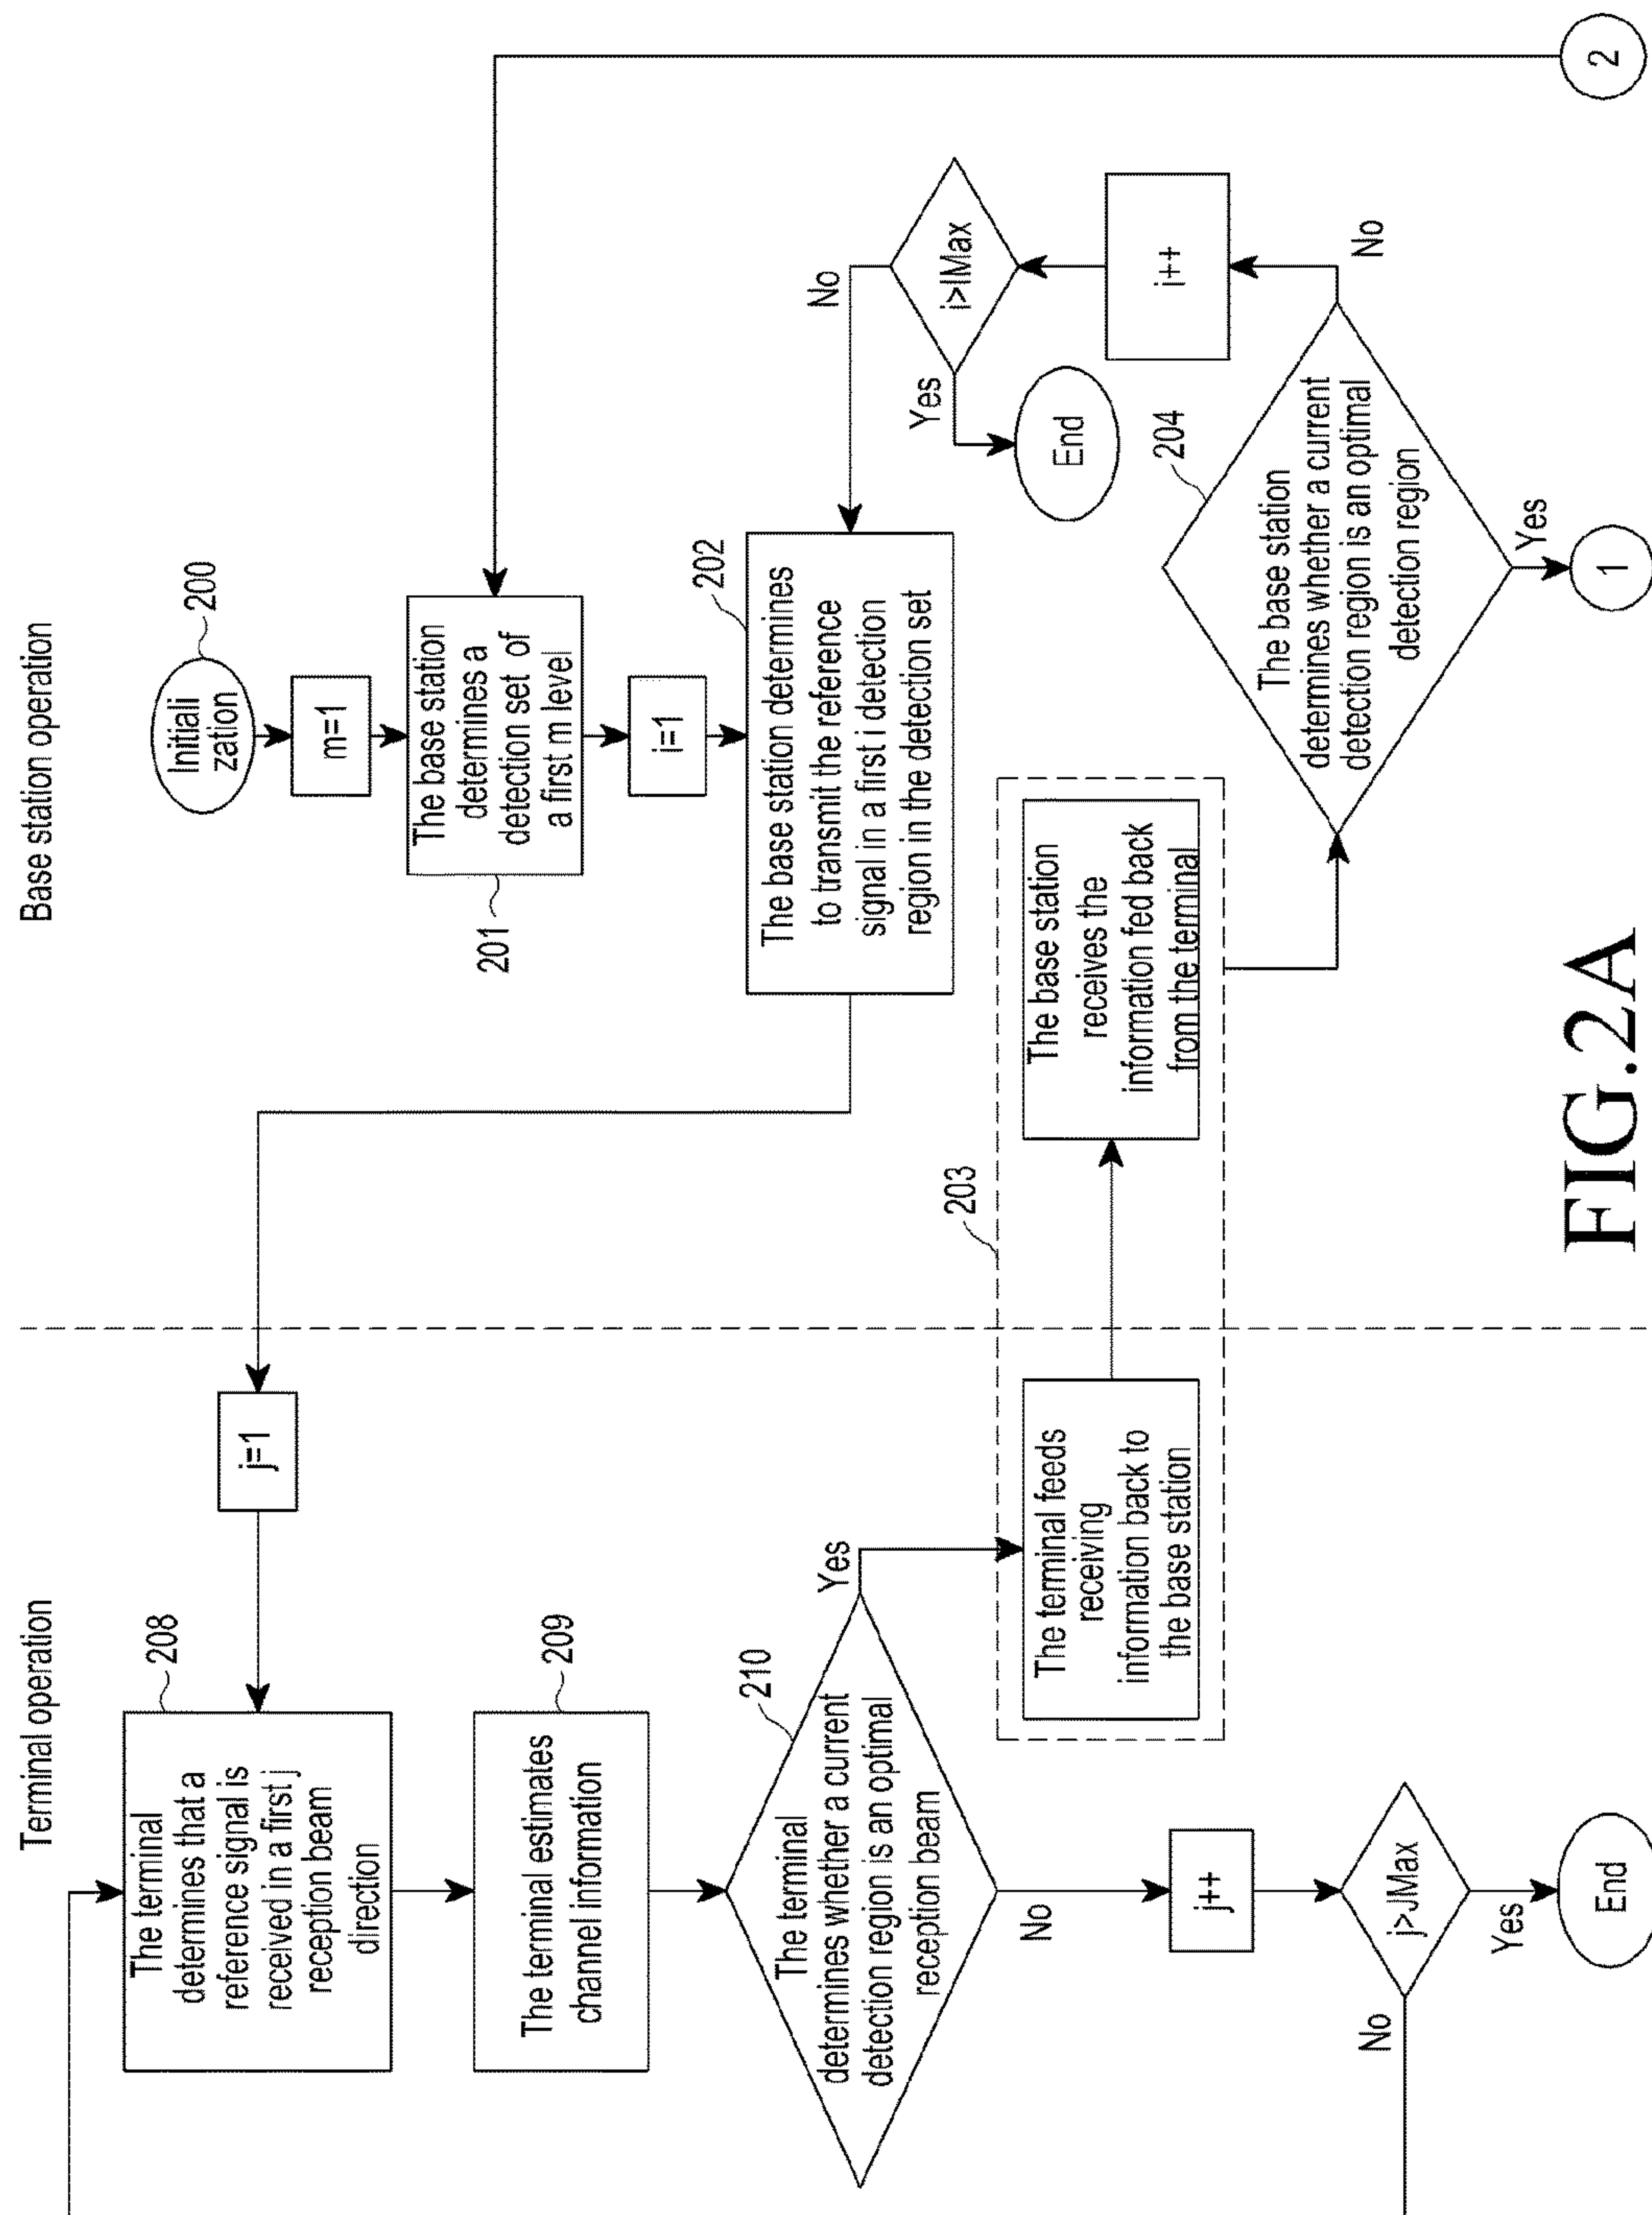 Terminal operation
Base station operation
The terminal
determines that a
reference signal is
received in a first j
reception beam
direction
208
j=1
The terminal estimates
channel information
209
The terminal
determines whether a current
detection region is an optimal
reception beam
210
Yes
No
j++
j>JMax
No
Yes
End
The terminal feeds
receiving
information back to
the base station
203
The base station
receives the
information fed back
from the terminal
Initiali
zation
200
m=1
The base station
determines a
detection set of
a first m level
201
i=1
The base station determines
to transmit the reference
signal in a first i detection
region in the detection set
202
No
i>IMax
Yes
End
i++
No
The base station
determines whether a current
detection region is an optimal
detection region
204
Yes
1
2
FIG.2A